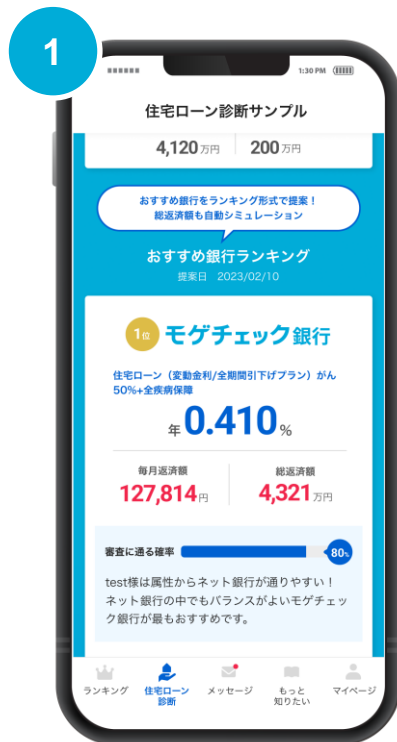 1
1:30 PM
住宅ローン診断サンプル
4,120万円 200万円
おすすめ銀行をランキング形式で提案！
総返済額も自動シミュレーション
おすすめ銀行ランキング
提案日 2023/02/10
1位 モゲチェック銀行
住宅ローン（変動金利/全期間引下げプラン）がん
50%+全疾病保障
年0.410%
毎月返済額 総返済額
127,814円 4,321万円
審査に通る確率 80%
test様は属性からネット銀行が通りやすい！
ネット銀行の中でもバランスがよいモゲチェッ
ク銀行が最もおすすめです。
ランキング 住宅ローン診断 メッセージ もっと知りたい マイページ